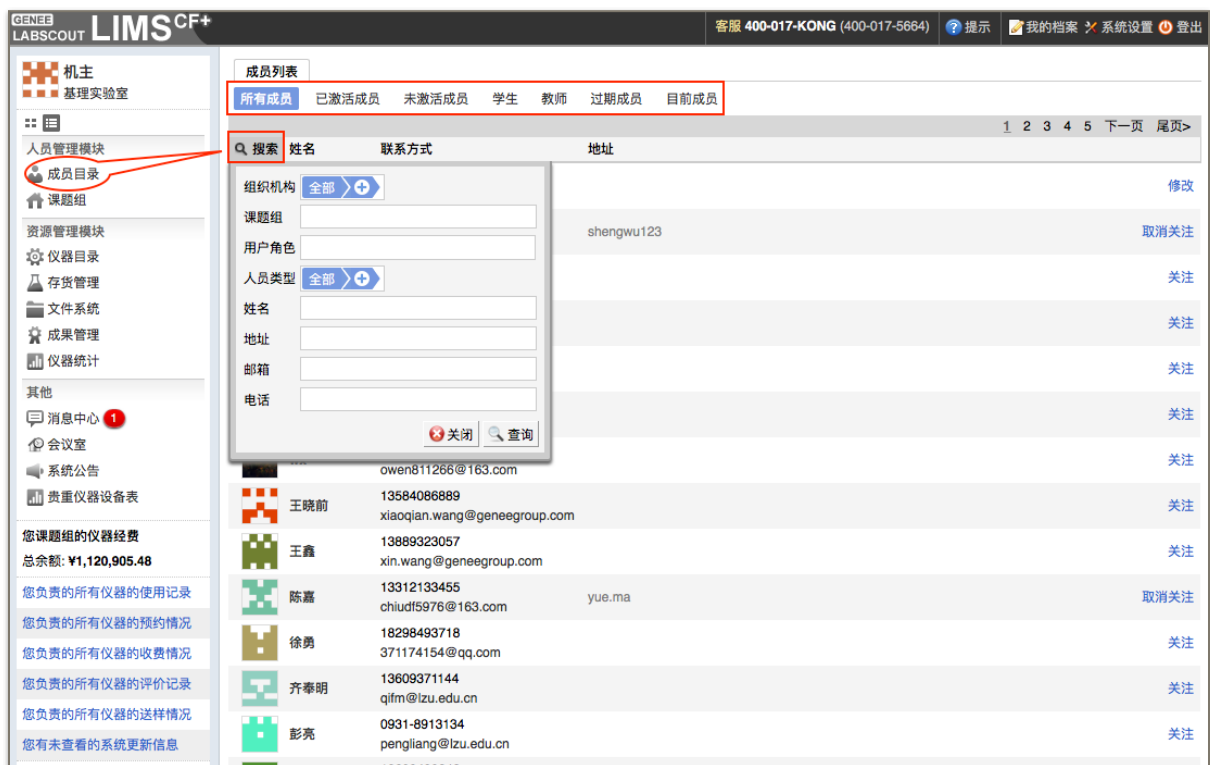 GENEE
LABSCOUT LIMS CF+
客服 400-017-KONG (400-017-5664) 提示 我的档案 系统设置 登出
机主
基理实验室
人员管理模块
成员目录
课题组
资源管理模块
仪器目录
存货管理
文件系统
成果管理
仪器统计
其他
消息中心 1
会议室
系统公告
贵重仪器设备表
您课题组的仪器经费
总余额: ¥1,120,905.48
您负责的所有仪器的使用记录
您负责的所有仪器的预约情况
您负责的所有仪器的收费情况
您负责的所有仪器的评价记录
您负责的所有仪器的送样情况
您有未查看的系统更新信息
成员列表
所有成员 已激活成员 未激活成员 学生 教师 过期成员 目前成员
1 2 3 4 5 下一页 尾页>
搜索 姓名 联系方式 地址
组织机构 全部
课题组
用户角色
人员类型 全部
姓名
地址
邮箱
电话
关闭 查询
修改
shengwu123 取消关注
关注
关注
关注
关注
owen811266@163.com 关注
王晓前 13584086889
xiaoqian.wang@geneegroup.com 关注
王鑫 13889323057
xin.wang@geneegroup.com 关注
陈嘉 13312133455
chiudf5976@163.com yue.ma 取消关注
徐勇 18298493718
371174154@qq.com 关注
齐奉明 13609371144
qifm@lzu.edu.cn 关注
彭亮 0931-8913134
pengliang@lzu.edu.cn 关注